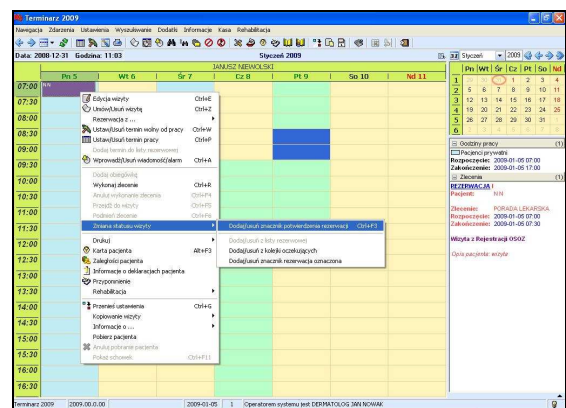 Terminarz 2009
Nawigacja Zdarzenia Ustawienia Wyszukiwanie Dodatki Informacje Kasa Rehabilitacja
Data: 2008-12-31 Godzina: 11:03 Styczeń 2009
JANUSZ NIEWOLSKI
Pn 5 Wt 6 Śr 7 Cz 8 Pt 9 So 10 Nd 11
07:00 NN
07:30
08:00
08:30
09:00
09:30
10:00
10:30
11:00
11:30
12:00
12:30
13:00
13:30
14:00
14:30
15:00
15:30
16:00
16:30
Edycja wizyty Ctrl+E
Umów/Usuń wizytę Ctrl+Z
Rezerwacja z ...
Ustaw/Usuń termin wolny od pracy Ctrl+W
Ustaw/Usuń termin pracy Ctrl+P
Dodaj termin do listy rezerwowej
Wprowadź/Usuń wiadomość/alarm Ctrl+A
Dodaj obcągówkę
Wykonaj zlecenie Ctrl+R
Anuluj wykonanie zlecenia Ctrl+F4
Przejdź do wizyty Ctrl+F5
Podmień zlecenie Ctrl+F6
Zmiana statusu wizyty
Drukuj
Karta pacjenta Alt+F3
Zaległości pacjenta
Informacje o deklaracjach pacjenta
Przypomnienie
Rehabilitacja
Przenieś ustawienia Ctrl+G
Kopiowanie wizyty
Informacje o ...
Pobierz pacjenta
Anuluj pobranie pacjenta
Pokaż schowek Ctrl+F11
Dodaj/usuń znacznik potwierdzenia rezerwacji Ctrl+F3
Dodaj/usuń z listy rezerwowej
Dodaj/usuń z kolejki oczekujących
Dodaj/usuń znacznik rezerwacja oznaczona
Styczeń 2009
Pn Wt Śr Cz Pt So Nd
1 1 2 3 4
2 5 6 7 8 9 10 11
3 12 13 14 15 16 17 18
4 19 20 21 22 23 24 25
5 26 27 28 29 30 31
6
Godziny pracy (1)
Pacjenci prywatni
Rozpoczęcie: 2009-01-05 07:00
Zakończenie: 2009-01-05 17:00
Zlecenia (1)
REZERWACJA !
Pacjent: NN
Zlecenie: PORADA LEKARSKA
Rozpoczęcie: 2009-01-05 07:00
Zakończenie: 2009-01-05 07:30
Wizyta z Rejestracji OSOZ
Opis pacjenta: wizyta
Terminarz 2009 2009.00.0.00 2009-01-05 1 Operatorem systemu jest DERMATOLOG JAN NOWAK